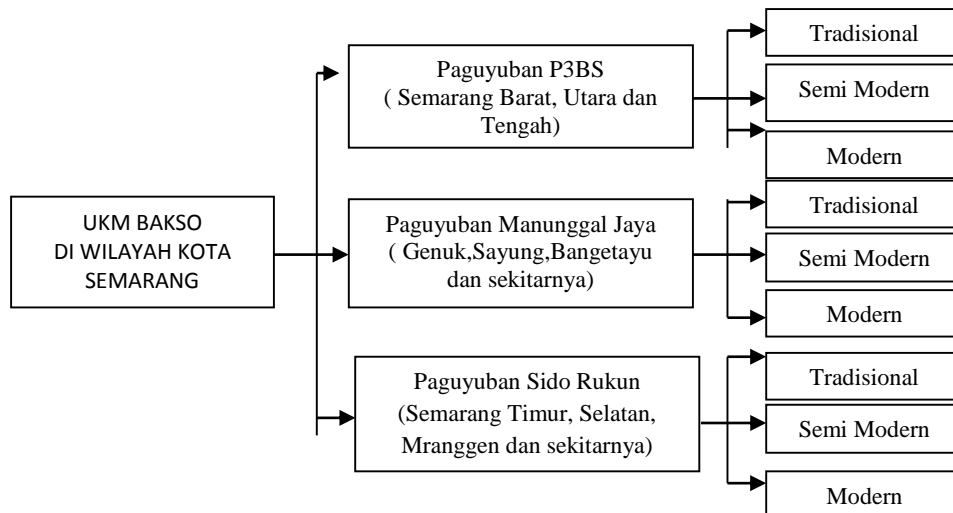 UKM BAKSO
DI WILAYAH KOTA
SEMARANG
Paguyuban P3BS
( Semarang Barat, Utara dan
Tengah)
Tradisional
Semi Modern
Modern
Paguyuban Manunggal Jaya
( Genuk,Sayung,Bangetayu
dan sekitarnya)
Tradisional
Semi Modern
Modern
Paguyuban Sido Rukun
(Semarang Timur, Selatan,
Mranggen dan sekitarnya)
Tradisional
Semi Modern
Modern